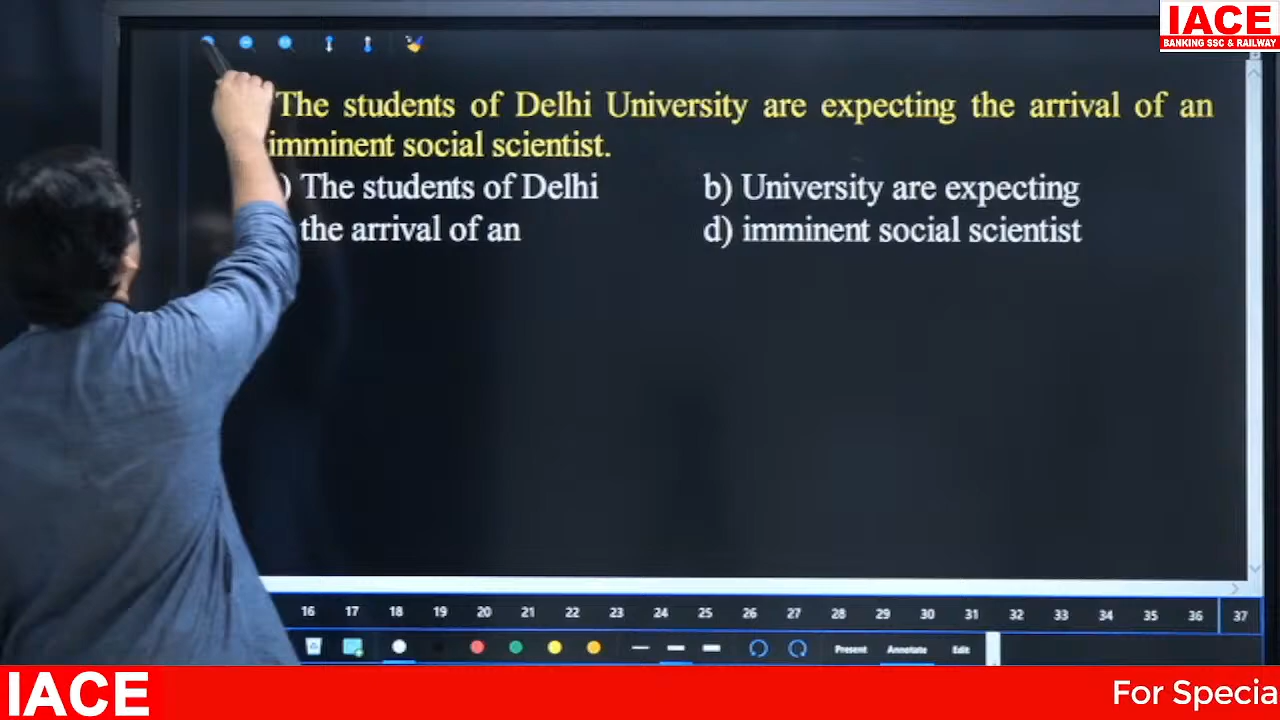 IACE
BANKING SSC & RAILWAY
The students of Delhi University are expecting the arrival of an
imminent social scientist.
) The students of Delhi
b) University are expecting
the arrival of an
d) imminent social scientist
16 17 18 19 20 21 22 23 24 25 26 27 28 29 30 31 32 33 34 35 36 37
Present Annotate Edit
IACE
For Specia